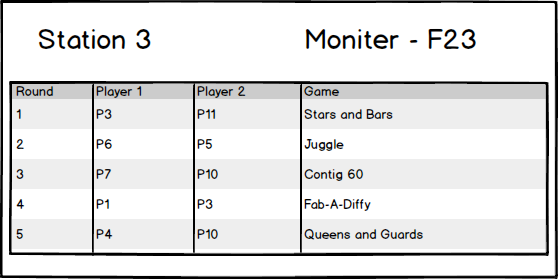 Station 3 Moniter - F23
Round Player 1 Player 2 Game
1 P3 P11 Stars and Bars
2 P6 P5 Juggle
3 P7 P10 Contig 60
4 P1 P3 Fab-A-Diffy
5 P4 P10 Queens and Guards